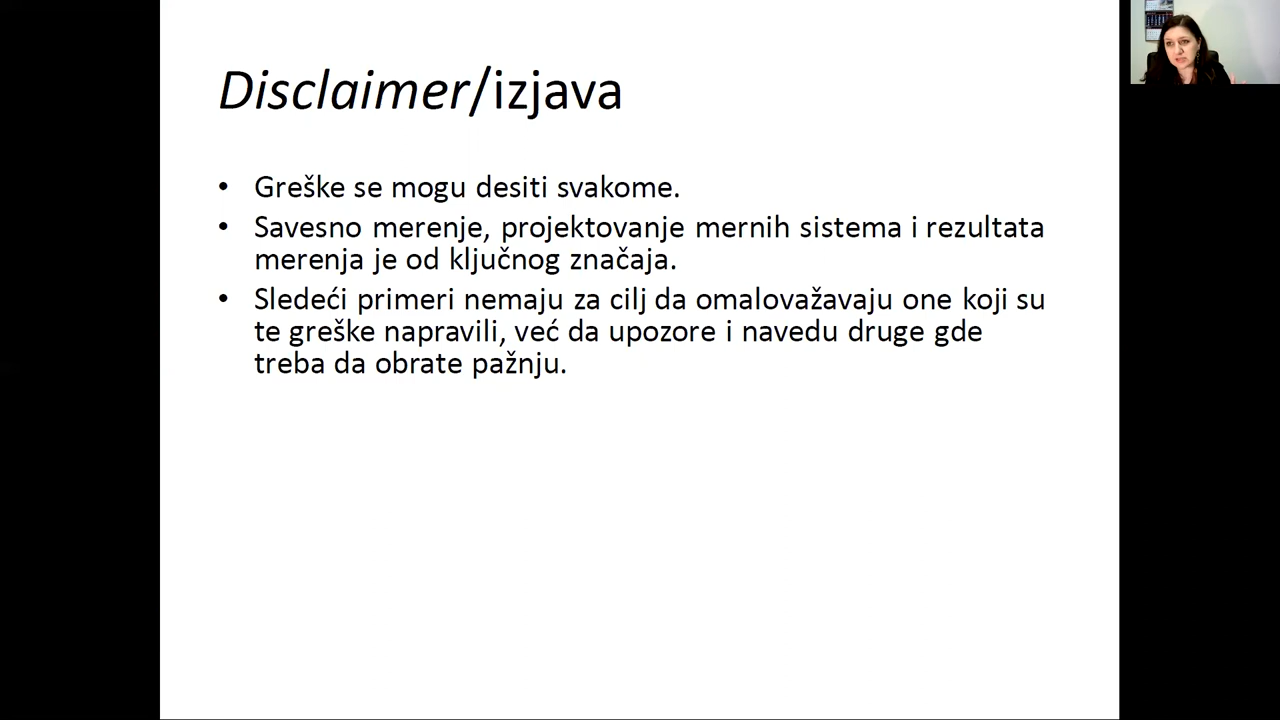 Disclaimer/izjava
• Greške se mogu desiti svakome.
• Savesno merenje, projektovanje mernih sistema i rezultata
merenja je od ključnog značaja.
• Sledeći primeri nemaju za cilj da omalovažavaju one koji su
te greške napravili, već da upozore i navedu druge gde
treba da obrate pažnju.